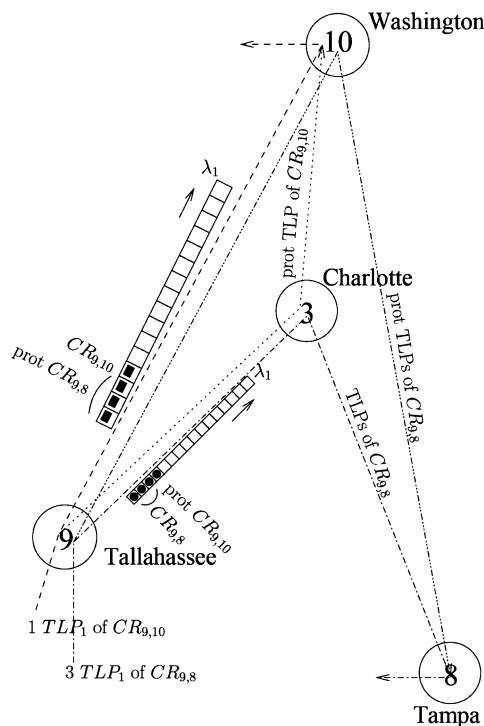 Washington
10
λ1
prot TLP of CR9,10
Charlotte
3
CR9,10
prot CR9,8
λ1
prot TLPs of CR9,8
TLPs of CR9,8
prot CR9,10
CR9,8
9
Tallahassee
1 TLP1 of CR9,10
3 TLP1 of CR9,8
8
Tampa